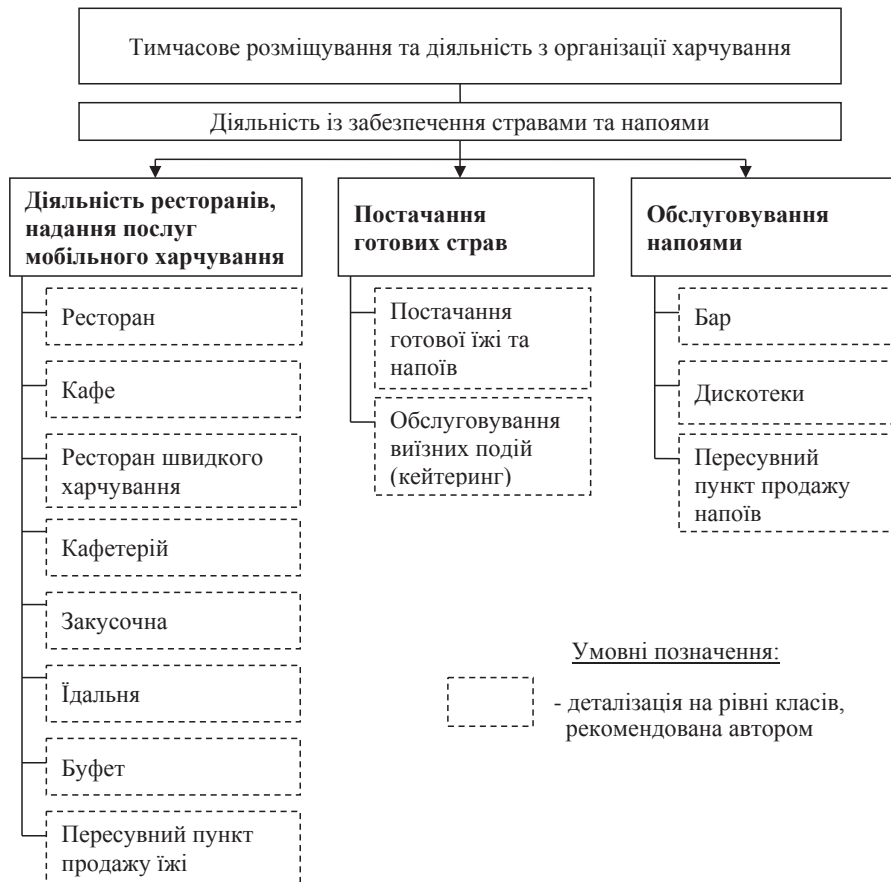 Тимчасове розміщування та діяльність з організації харчування
Діяльність із забезпечення стравами та напоями
Діяльність ресторанів,
надання послуг
мобільного харчування
Ресторан
Кафе
Ресторан швидкого
харчування
Кафетерій
Закусочна
Їдальня
Буфет
Пересувний пункт
продажу їжі
Постачання
готових страв
Постачання
готової їжі та
напоїв
Обслуговування
виїзних подій
(кейтеринг)
Обслуговування
напоями
Бар
Дискотеки
Пересувний
пункт продажу
напоїв
Умовні позначення:
- деталізація на рівні класів,
рекомендована автором